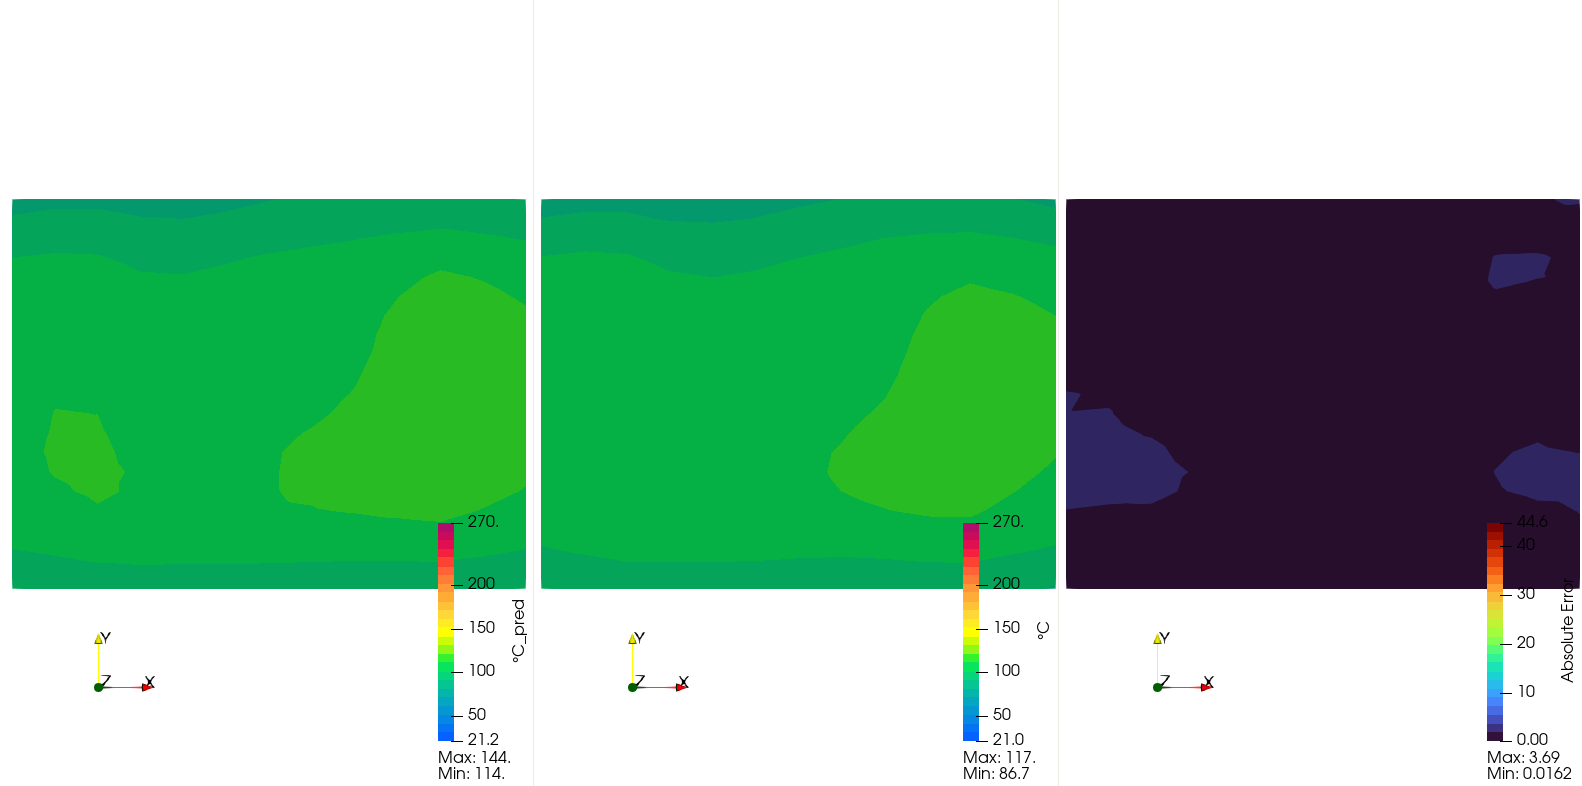 270.
200
150
100
50
21.2
°C_pred
Max: 144.
Min: 114.
Y
Z
X
270.
200
150
100
50
21.0
°C
Max: 117.
Min: 86.7
Y
Z
X
44.6
40
30
20
10
0.00
Absolute Error
Max: 3.69
Min: 0.0162
Y
Z
X